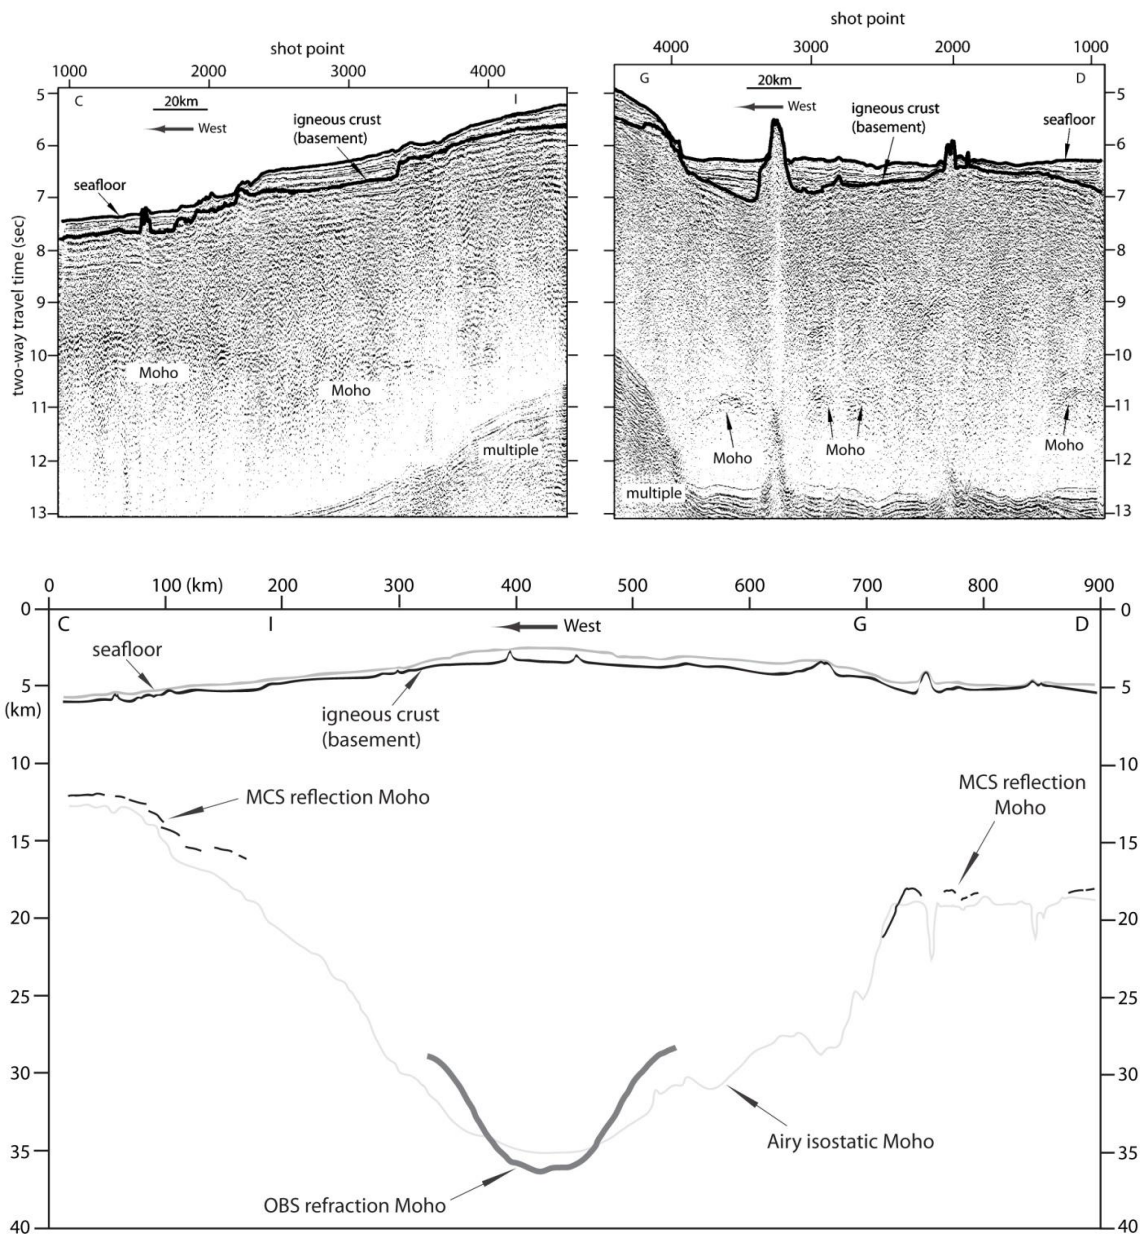 shot point
1000 2000 3000 4000
C I
20km
West
igneous crust
(basement)
seafloor
Moho
Moho
multiple
two-way travel time (sec)
5
6
7
8
9
10
11
12
13
shot point
4000 3000 2000 1000
G D
20km
West
igneous crust
(basement)
seafloor
Moho
Moho
Moho
multiple
5
6
7
8
9
10
11
12
13
0 100 (km) 200 300 400 500 600 700 800 900
C I West G D
seafloor
igneous crust
(basement)
MCS reflection Moho
MCS reflection
Moho
Airy isostatic Moho
OBS refraction Moho
0
5
(km)
10
15
20
25
30
35
40
0
5
10
15
20
25
30
35
40